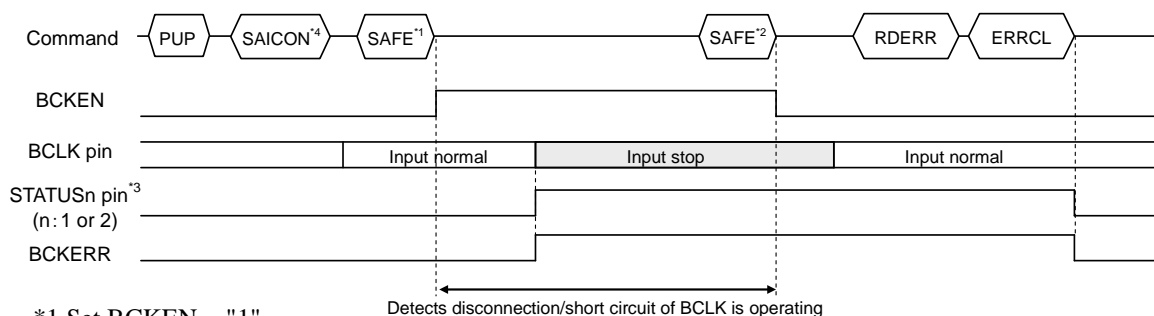 Command PUP SAICON*4 SAFE*1 SAFE*2 RDERR ERRCL
BCKEN
BCLK pin Input normal Input stop Input normal
STATUSn pin*3
(n:1 or 2)
BCKERR
Detects disconnection/short circuit of BCLK is operating
*1 Set BCKEN "1"